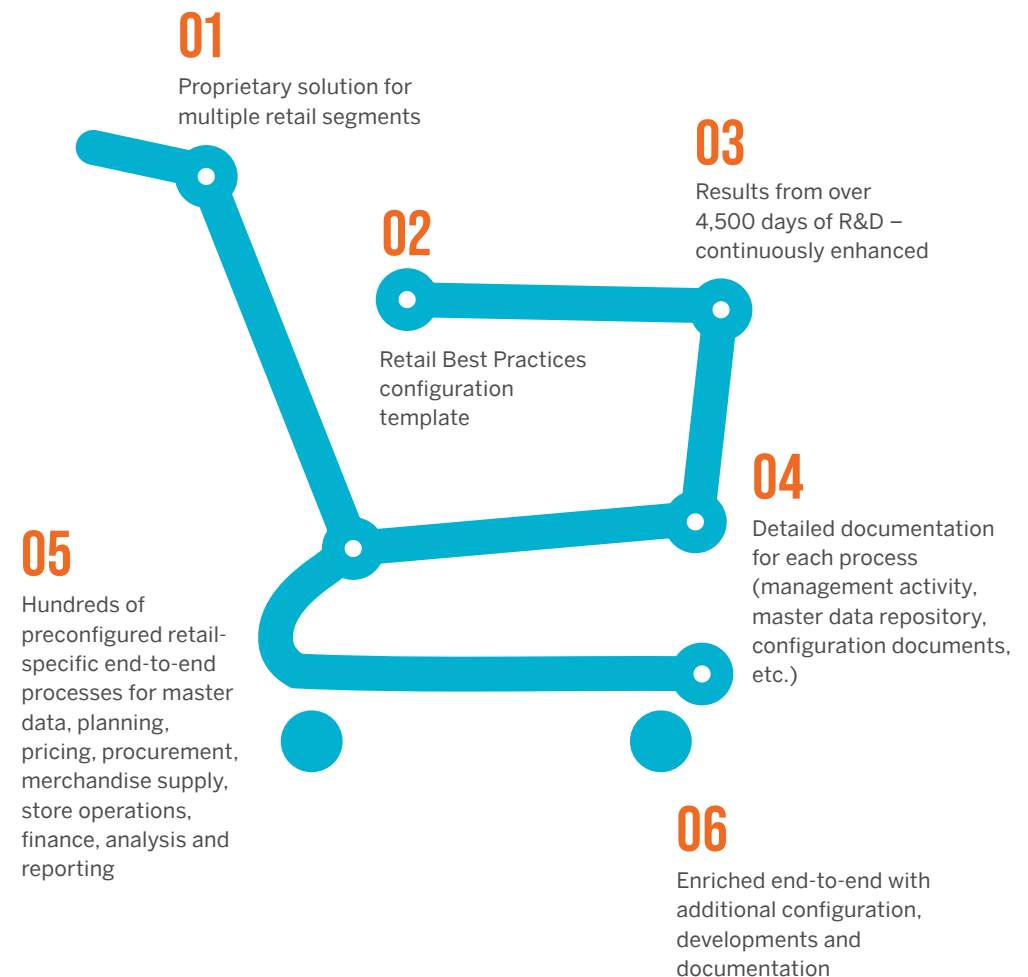 01
Proprietary solution for
multiple retail segments
02
Retail Best Practices
configuration
template
03
Results from over
4,500 days of R&D –
continuously enhanced
04
Detailed documentation
for each process
(management activity,
master data repository,
configuration documents,
etc.)
05
Hundreds of
preconfigured retail-
specific end-to-end
processes for master
data, planning,
pricing, procurement,
merchandise supply,
store operations,
finance, analysis and
reporting
06
Enriched end-to-end with
additional configuration,
developments and
documentation